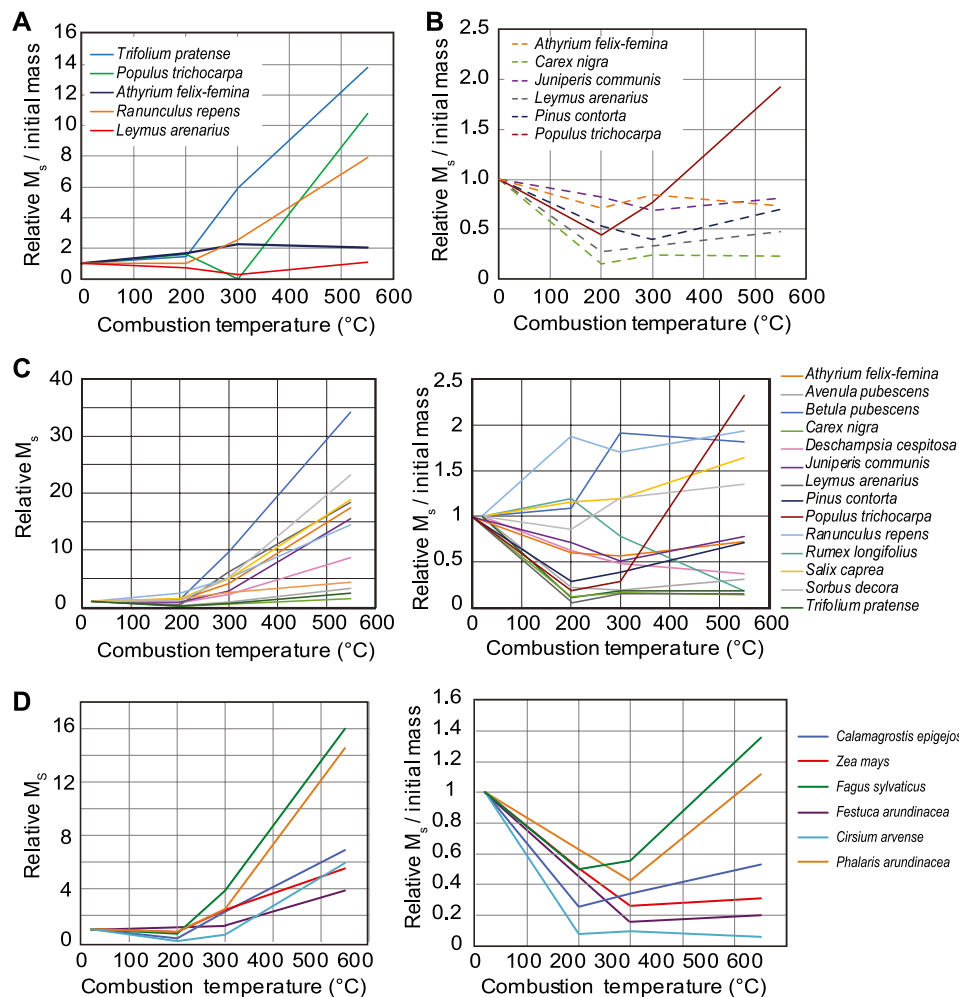 A
Relative Ms / initial mass
16
14
12
10
8
6
4
2
0
Trifolium pratense
Populus trichocarpa
Athyrium felix-femina
Ranunculus repens
Leymus arenarius
0 100 200 300 400 500 600
Combustion temperature (°C)
B
Relative Ms / initial mass
2.5
2.0
1.5
1.0
0.5
0
Athyrium felix-femina
Carex nigra
Juniperis communis
Leymus arenarius
Pinus contorta
Populus trichocarpa
0 100 200 300 400 500 600
Combustion temperature (°C)
C
Relative Ms
40
30
20
10
0
0 100 200 300 400 500 600
Combustion temperature (°C)
Relative Ms / initial mass
2.5
2
1.5
1
0.5
0
0 100 200 300 400 500 600
Combustion temperature (°C)
Athyrium felix-femina
Avenula pubescens
Betula pubescens
Carex nigra
Deschampsia cespitosa
Juniperis communis
Leymus arenarius
Pinus contorta
Populus trichocarpa
Ranunculus repens
Rumex longifolius
Salix caprea
Sorbus decora
Trifolium pratense
D
Relative Ms
16
12
8
4
0
0 100 200 300 400 500 600
Combustion temperature (°C)
Relative Ms / initial mass
1.6
1.4
1.2
1
0.8
0.6
0.4
0.2
0
0 100 200 300 400 500 600
Combustion temperature (°C)
Calamagrostis epigejos
Zea mays
Fagus sylvaticus
Festuca arundinacea
Cirsium arvense
Phalaris arundinacea